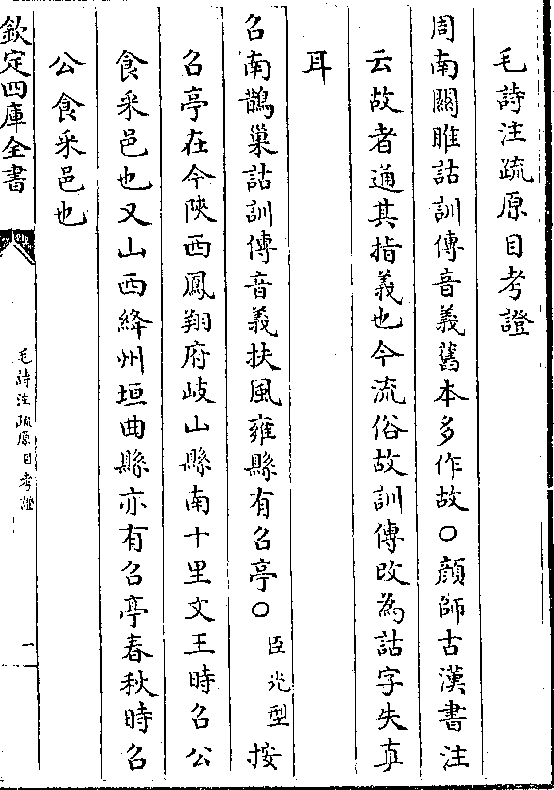 毛詩注疏原目考證
周南關雎詁訓傳音義舊本多作故○顏師古漢書注
云故者通其指義也今流俗故訓傳改為詁字失真
耳
召南鵲巢詁訓傳音義扶風雍縣有召亭○臣光型按
召亭在今陝西鳳翔府岐山縣南十里文王時召公
食采邑也又山西絳州垣曲縣亦有召亭春秋時召
公食采邑也
欽定四庫全書
毛詩注疏原目考證
一